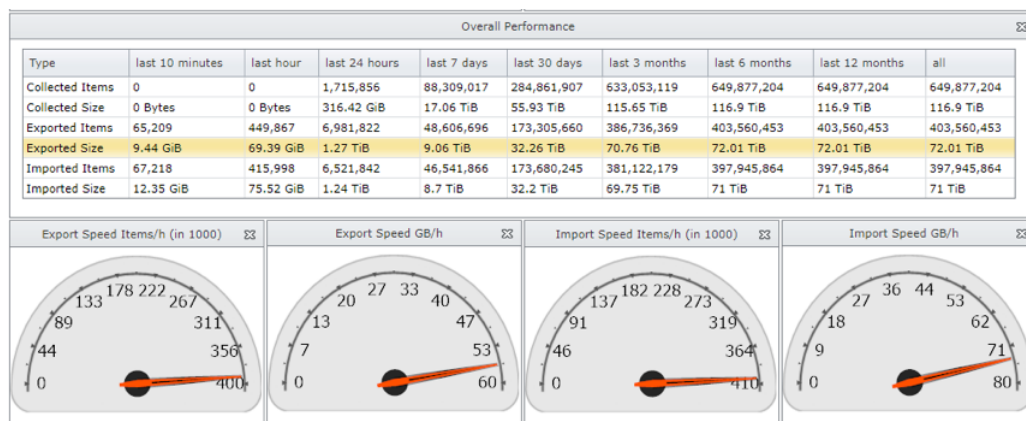 Overall Performance
Type last 10 minutes last hour last 24 hours last 7 days last 30 days last 3 months last 6 months last 12 months all
Collected Items 0 0 1,715,856 88,309,017 284,861,907 633,053,119 649,877,204 649,877,204 649,877,204
Collected Size 0 Bytes 0 Bytes 316.42 GiB 17.06 TiB 55.93 TiB 115.65 TiB 116.9 TiB 116.9 TiB 116.9 TiB
Exported Items 65,209 449,867 6,981,822 48,606,696 173,305,660 386,736,369 403,560,453 403,560,453 403,560,453
Exported Size 9.44 GiB 69.39 GiB 1.27 TiB 9.06 TiB 32.26 TiB 70.76 TiB 72.01 TiB 72.01 TiB 72.01 TiB
Imported Items 67,218 415,998 6,521,842 46,541,866 173,680,245 381,122,179 397,945,864 397,945,864 397,945,864
Imported Size 12.35 GiB 75.52 GiB 1.24 TiB 8.7 TiB 32.2 TiB 69.75 TiB 71 TiB 71 TiB 71 TiB
Export Speed Items/h (in 1000)
0 44 89 133 178 222 267 311 356 400
Export Speed GB/h
0 7 13 20 27 33 40 47 53 60
Import Speed Items/h (in 1000)
0 46 91 137 182 228 273 319 364 410
Import Speed GB/h
0 9 18 27 36 44 53 62 71 80